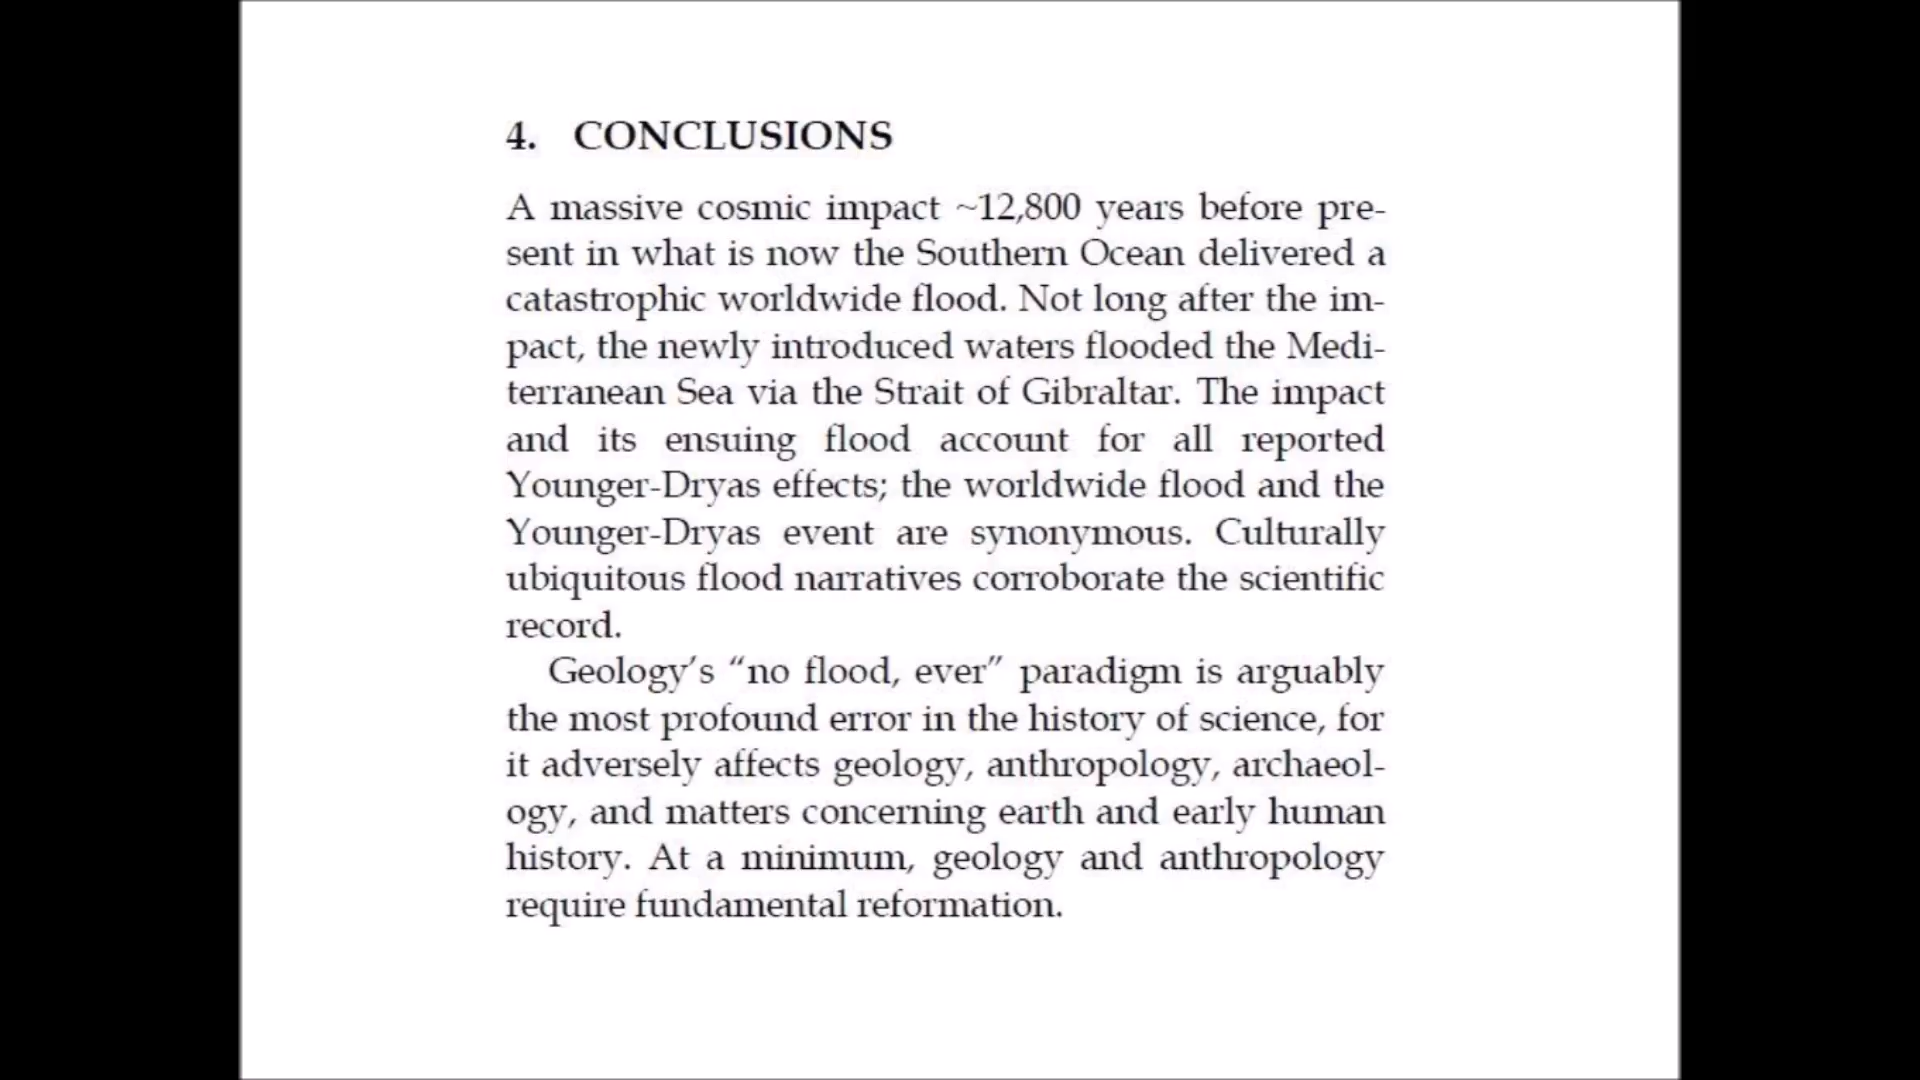 4. CONCLUSIONS
A massive cosmic impact ~12,800 years before pre-
sent in what is now the Southern Ocean delivered a
catastrophic worldwide flood. Not long after the im-
pact, the newly introduced waters flooded the Medi-
terranean Sea via the Strait of Gibraltar. The impact
and its ensuing flood account for all reported
Younger-Dryas effects; the worldwide flood and the
Younger-Dryas event are synonymous. Culturally
ubiquitous flood narratives corroborate the scientific
record.
Geology's “no flood, ever” paradigm is arguably
the most profound error in the history of science, for
it adversely affects geology, anthropology, archaeol-
ogy, and matters concerning earth and early human
history. At a minimum, geology and anthropology
require fundamental reformation.